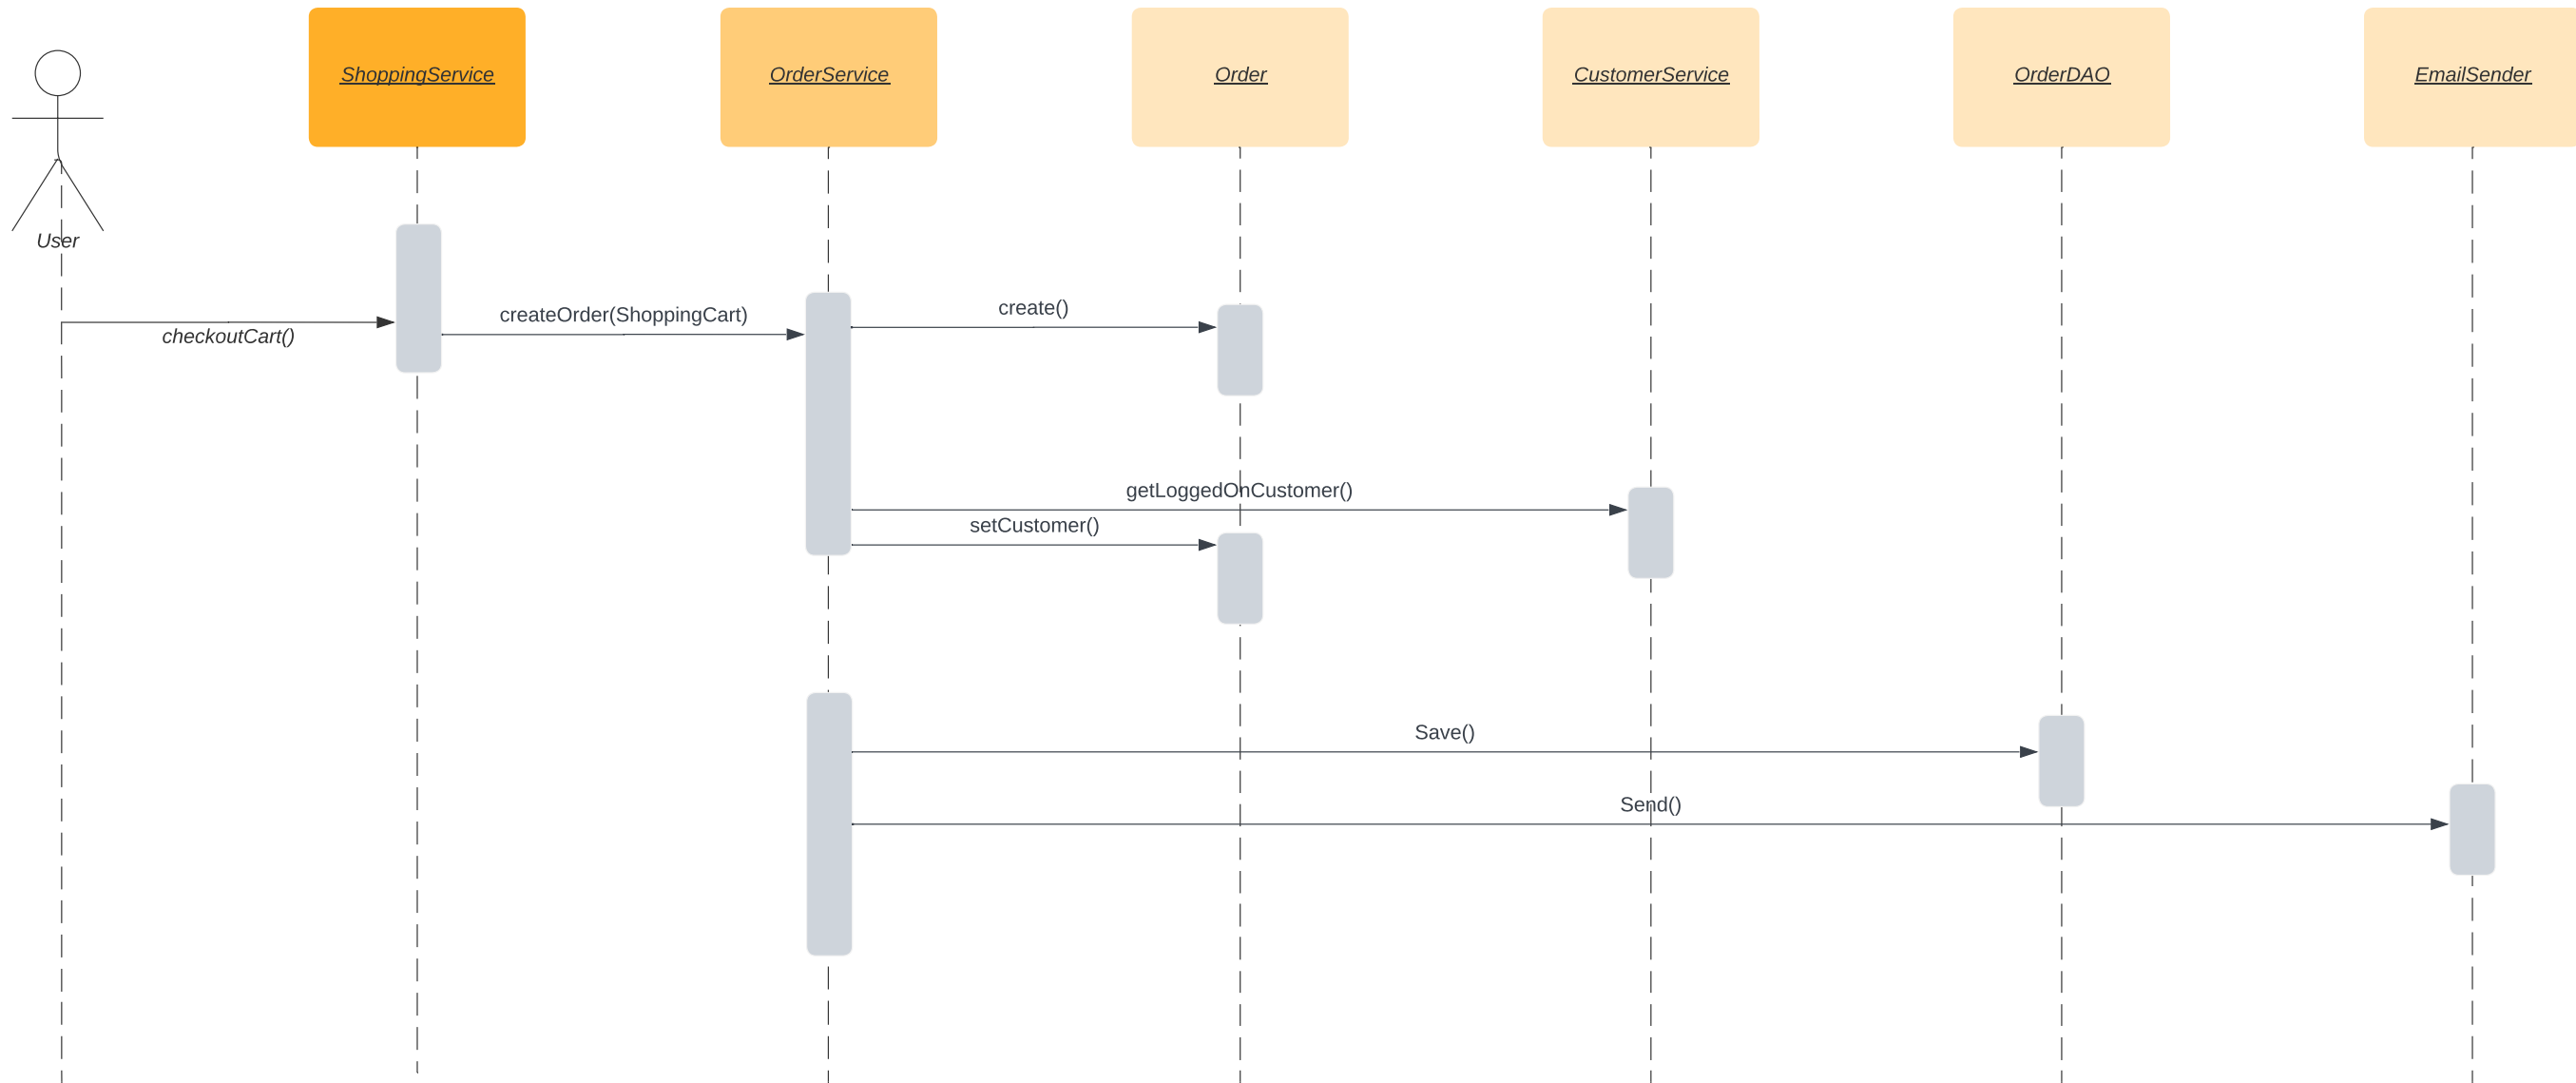 ShoppingService
OrderService
Order
CustomerService
OrderDAO
EmailSender
User
checkoutCart()
createOrder(ShoppingCart)
create()
getLoggedOnCustomer()
setCustomer()
Save()
Send()